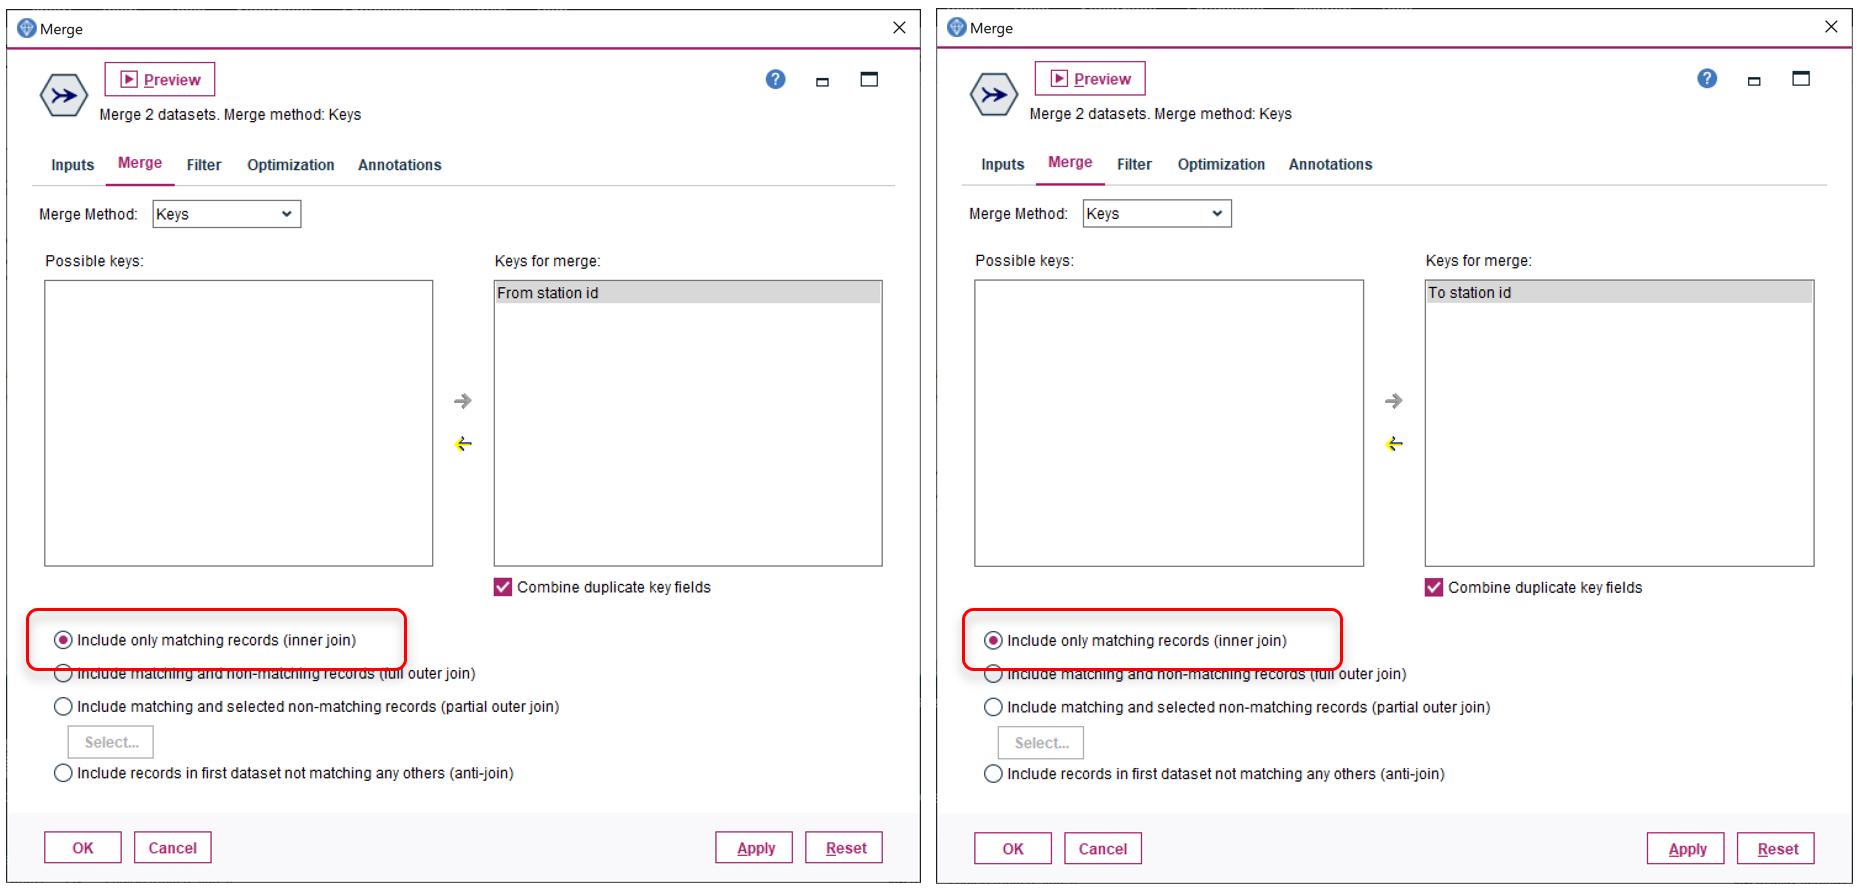 Merge
Preview
?
Merge 2 datasets. Merge method: Keys
Inputs Merge Filter Optimization Annotations
Merge Method: Keys
Possible keys: Keys for merge:
From station id
Combine duplicate key fields
Include only matching records (inner join)
Include matching and non-matching records (full outer join)
Include matching and selected non-matching records (partial outer join)
Select...
Include records in first dataset not matching any others (anti-join)
OK Cancel Apply Reset
Merge
Preview
?
Merge 2 datasets. Merge method: Keys
Inputs Merge Filter Optimization Annotations
Merge Method: Keys
Possible keys: Keys for merge:
To station id
Combine duplicate key fields
Include only matching records (inner join)
Include matching and non-matching records (full outer join)
Include matching and selected non-matching records (partial outer join)
Select...
Include records in first dataset not matching any others (anti-join)
OK Cancel Apply Reset